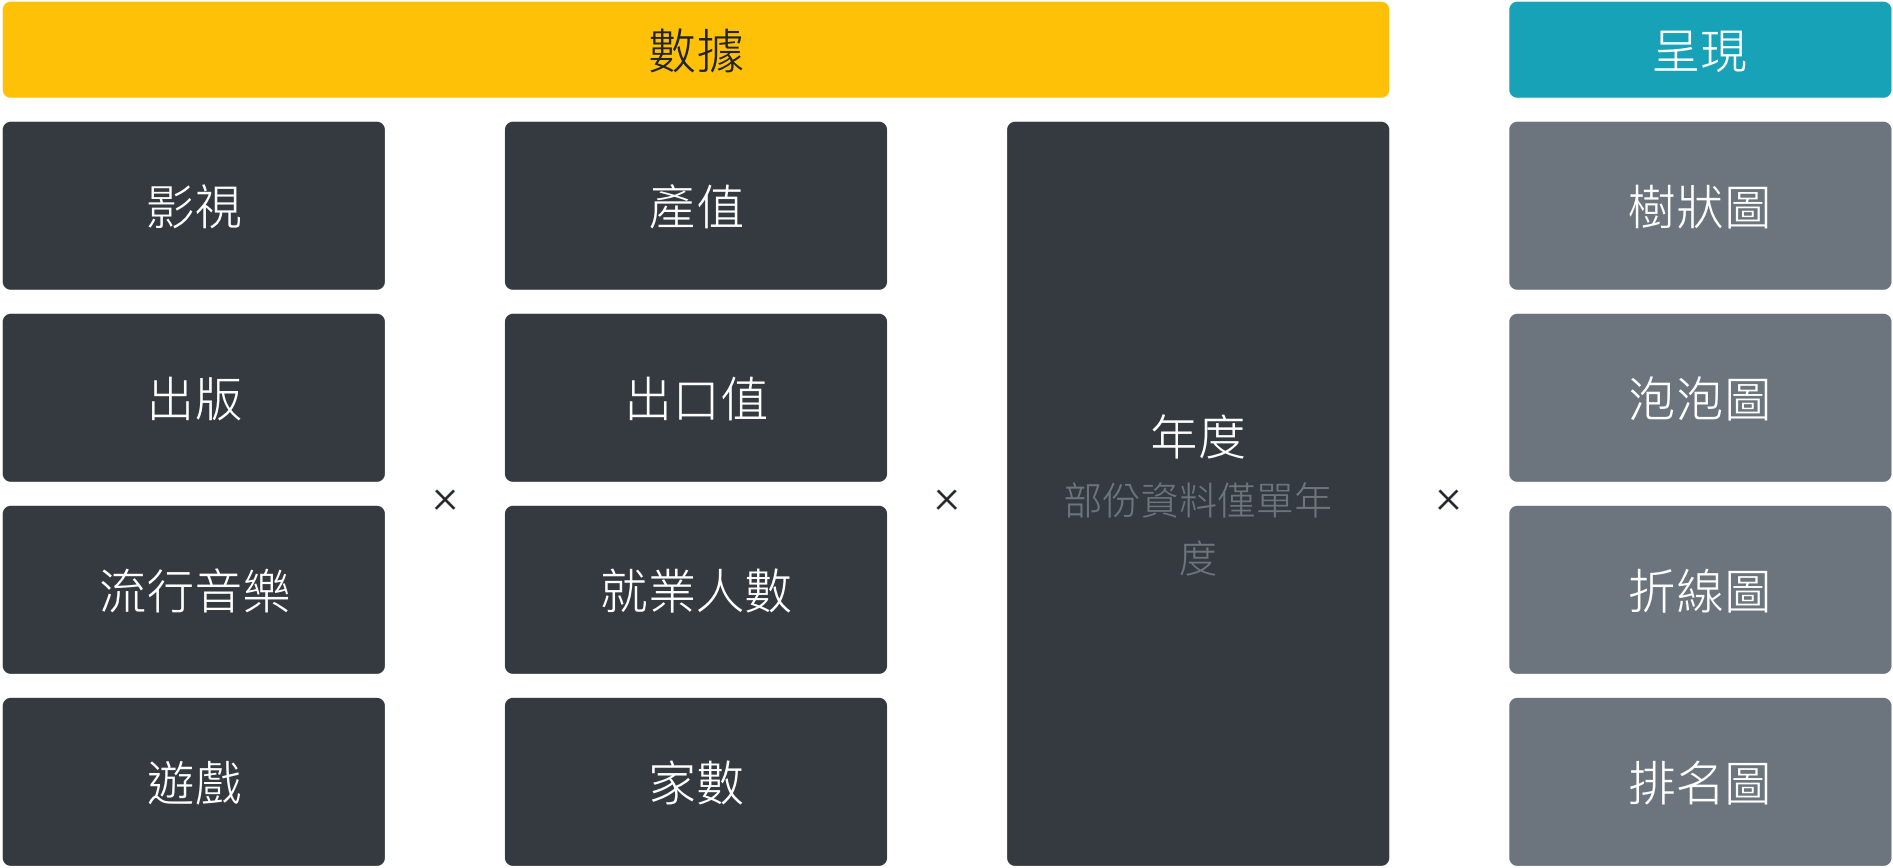 數據
呈現
影視
產值
樹狀圖
出版
出口值
泡泡圖
年度
部份資料僅單年
度
×
×
×
流行音樂
就業人數
折線圖
遊戲
家數
排名圖